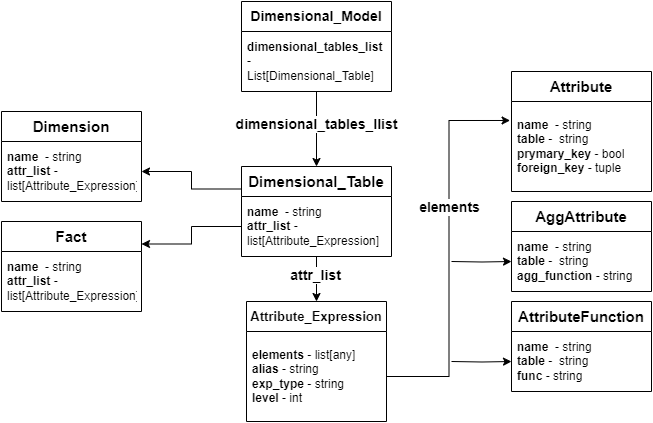 Dimensional_Model
dimensional_tables_list
-
List[Dimensional_Table]
dimensional_tables_llist
Dimension
name - string
attr_list -
list[Attribute_Expression]
Fact
name - string
attr_list -
list[Attribute_Expression]
Dimensional_Table
name - string
attr_list -
list[Attribute_Expression]
attr_list
Attribute_Expression
elements - list[any]
alias - string
exp_type - string
level - int
elements
Attribute
name - string
table - string
prymary_key - bool
foreign_key - tuple
AggAttribute
name - string
table - string
agg_function - string
AttributeFunction
name - string
table - string
func - string